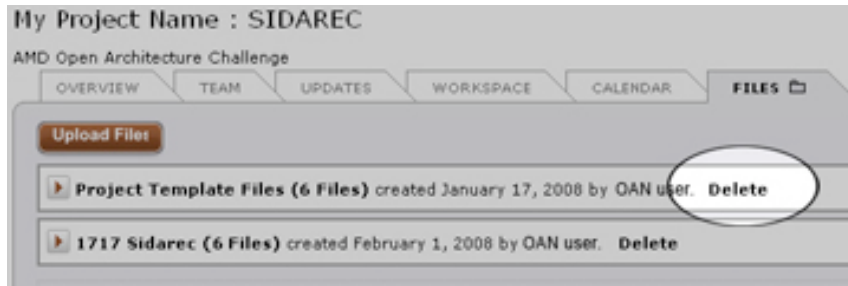 My Project Name : SIDAREC
AMD Open Architecture Challenge
OVERVIEW TEAM UPDATES WORKSPACE CALENDAR FILES
Upload Files
Project Template Files (6 Files) created January 17, 2008 by OAN user. Delete
1717 Sidarec (6 Files) created February 1, 2008 by OAN user. Delete